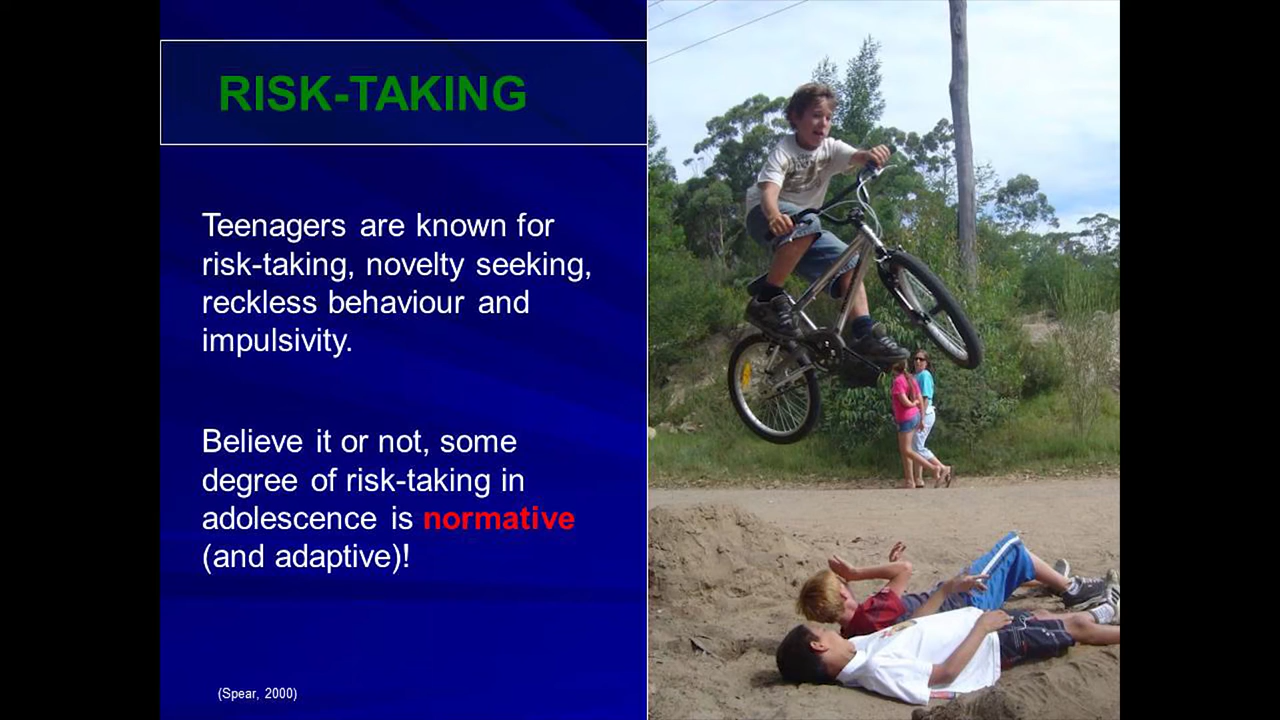 RISK-TAKING
Teenagers are known for
risk-taking, novelty seeking,
reckless behaviour and
impulsivity.
Believe it or not, some
degree of risk-taking in
adolescence is normative
(and adaptive)!
(Spear, 2000)